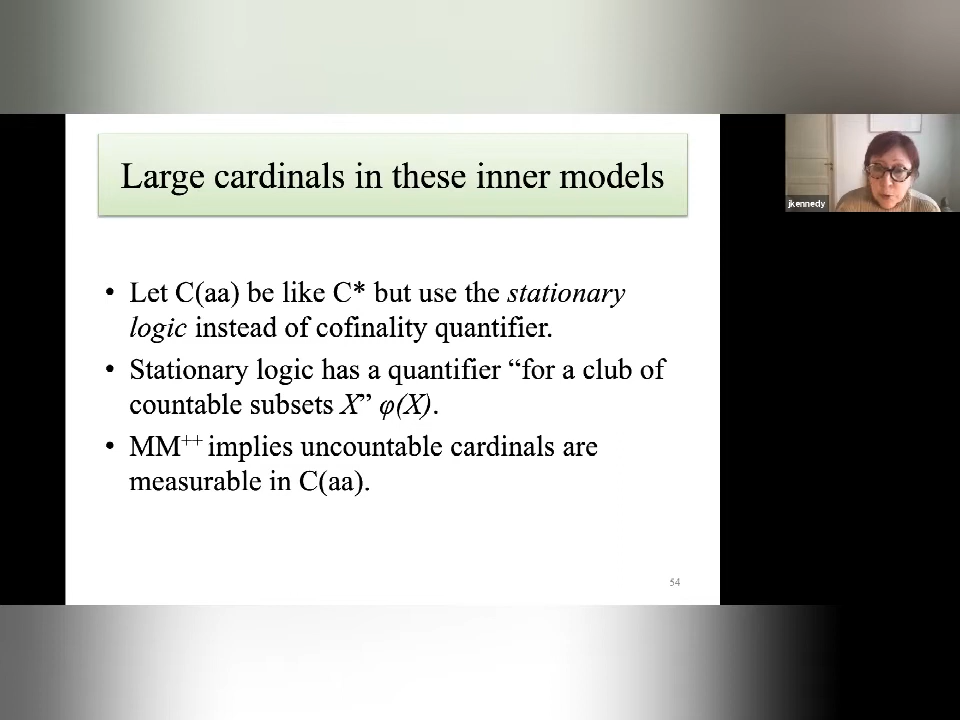 Large cardinals in these inner models
• Let C(aa) be like C* but use the stationary
logic instead of cofinality quantifier.
• Stationary logic has a quantifier “for a club of
countable subsets X” φ(X).
• MM⁺⁺ implies uncountable cardinals are
measurable in C(aa).
54
jkennedy